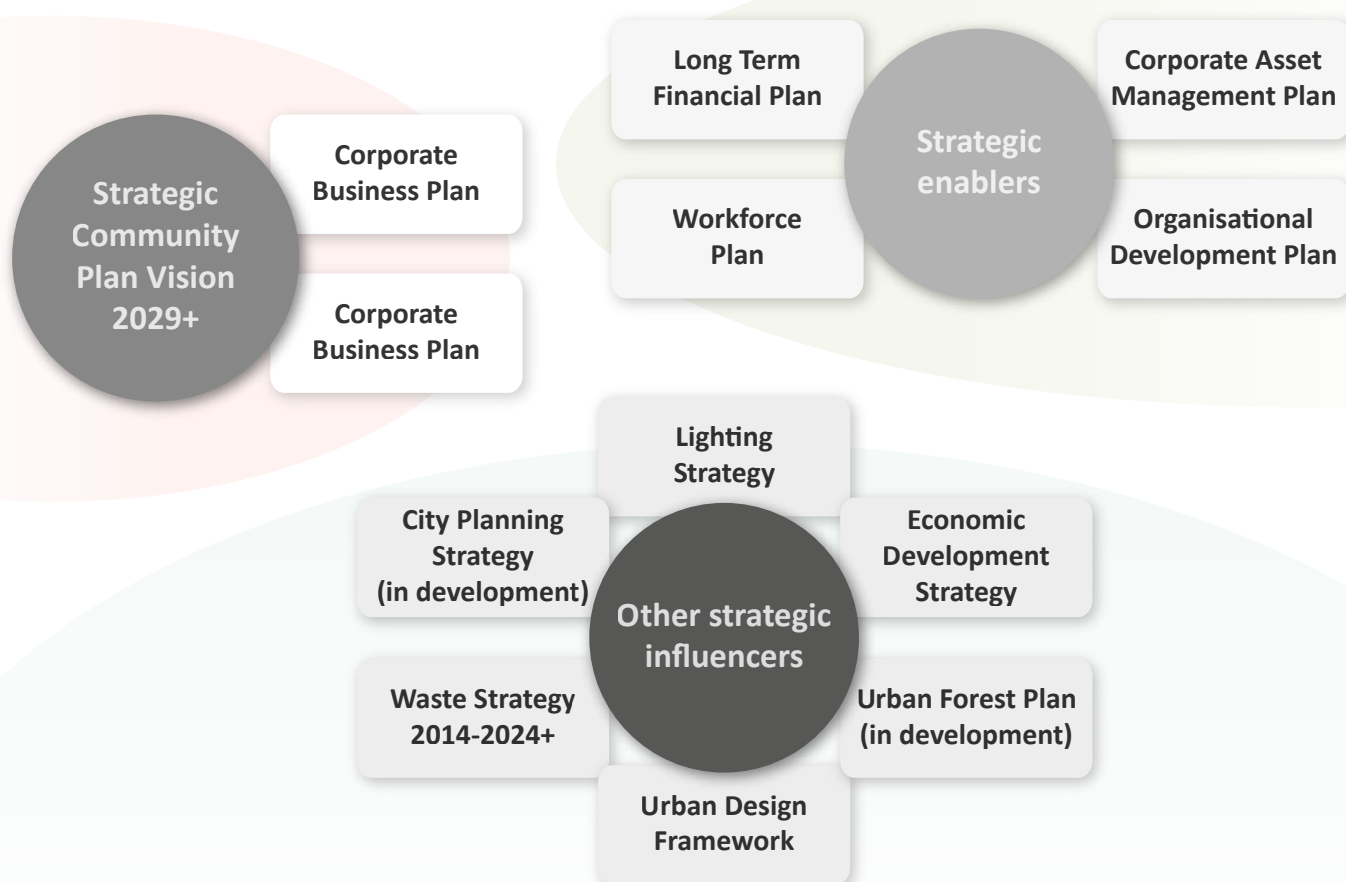 Strategic
Community
Plan Vision
2029+
Corporate
Business Plan
Corporate
Business Plan
Long Term
Financial Plan
Workforce
Plan
Strategic
enablers
Corporate Asset
Management Plan
Organisational
Development Plan
Lighting
Strategy
City Planning
Strategy
(in development)
Economic
Development
Strategy
Other strategic
influencers
Waste Strategy
2014-2024+
Urban Forest Plan
(in development)
Urban Design
Framework